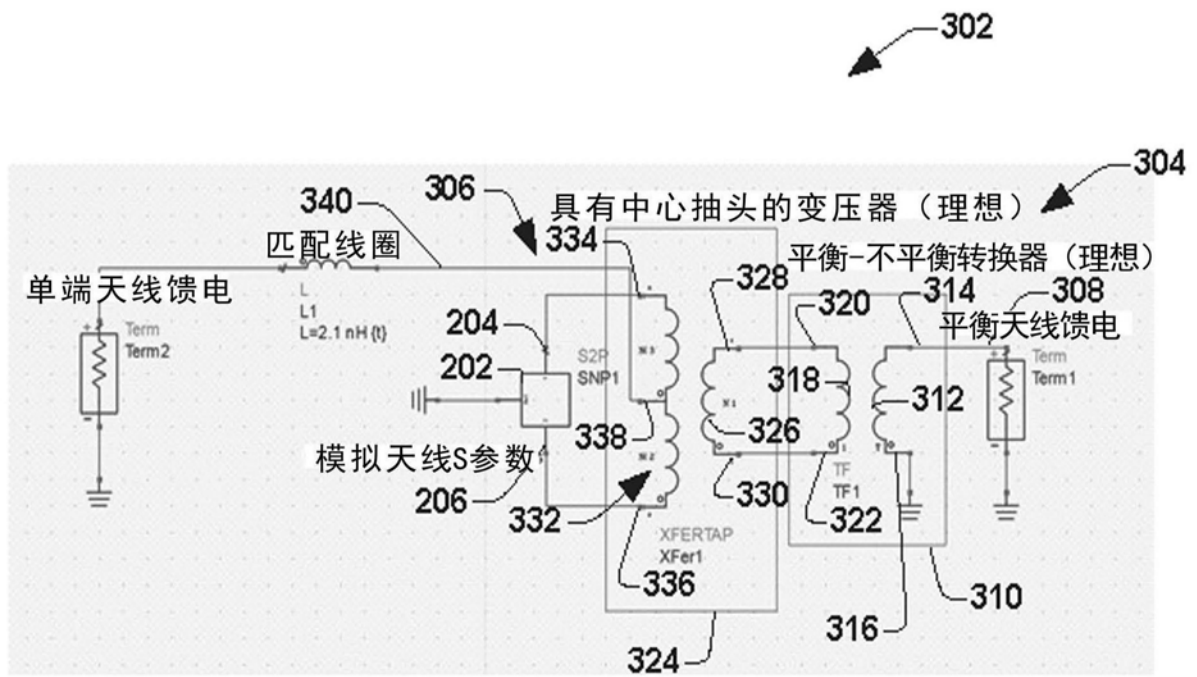 302
304
340
306
具有中心抽头的变压器（理想）
334
匹配线圈
平衡-不平衡转换器（理想）
328
320
314
308
单端天线馈电
平衡天线馈电
L
L1
L=2.1 nH {t}
Term
Term2
204
S2P
SNP1
202
N3
318
312
Term
Term1
338
N1
326
N2
模拟天线S参数
206
332
330
TF
TF1
322
XFERTAP
XFer1
336
310
316
324